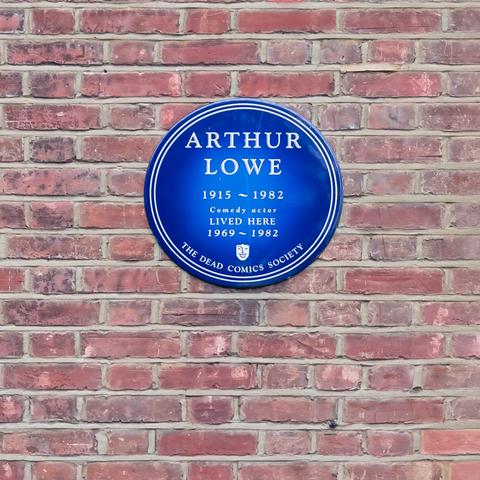 ARTHUR
LOWE
1915 ~ 1982
Comedy actor
LIVED HERE
1969 ~ 1982
THE DEAD COMICS SOCIETY